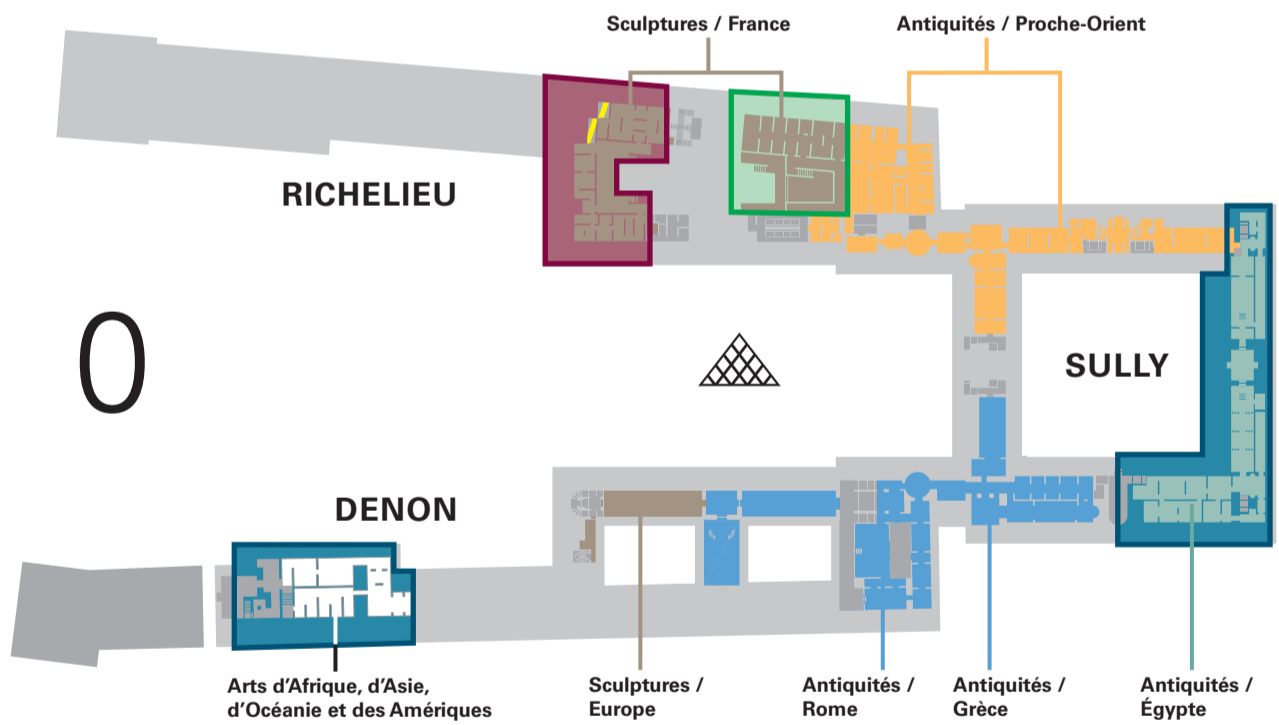 Sculptures / France
Antiquités / Proche-Orient
RICHELIEU
0
SULLY
DENON
Arts d'Afrique, d'Asie,
d'Océanie et des Amériques
Sculptures /
Europe
Antiquités /
Rome
Antiquités /
Grèce
Antiquités /
Égypte